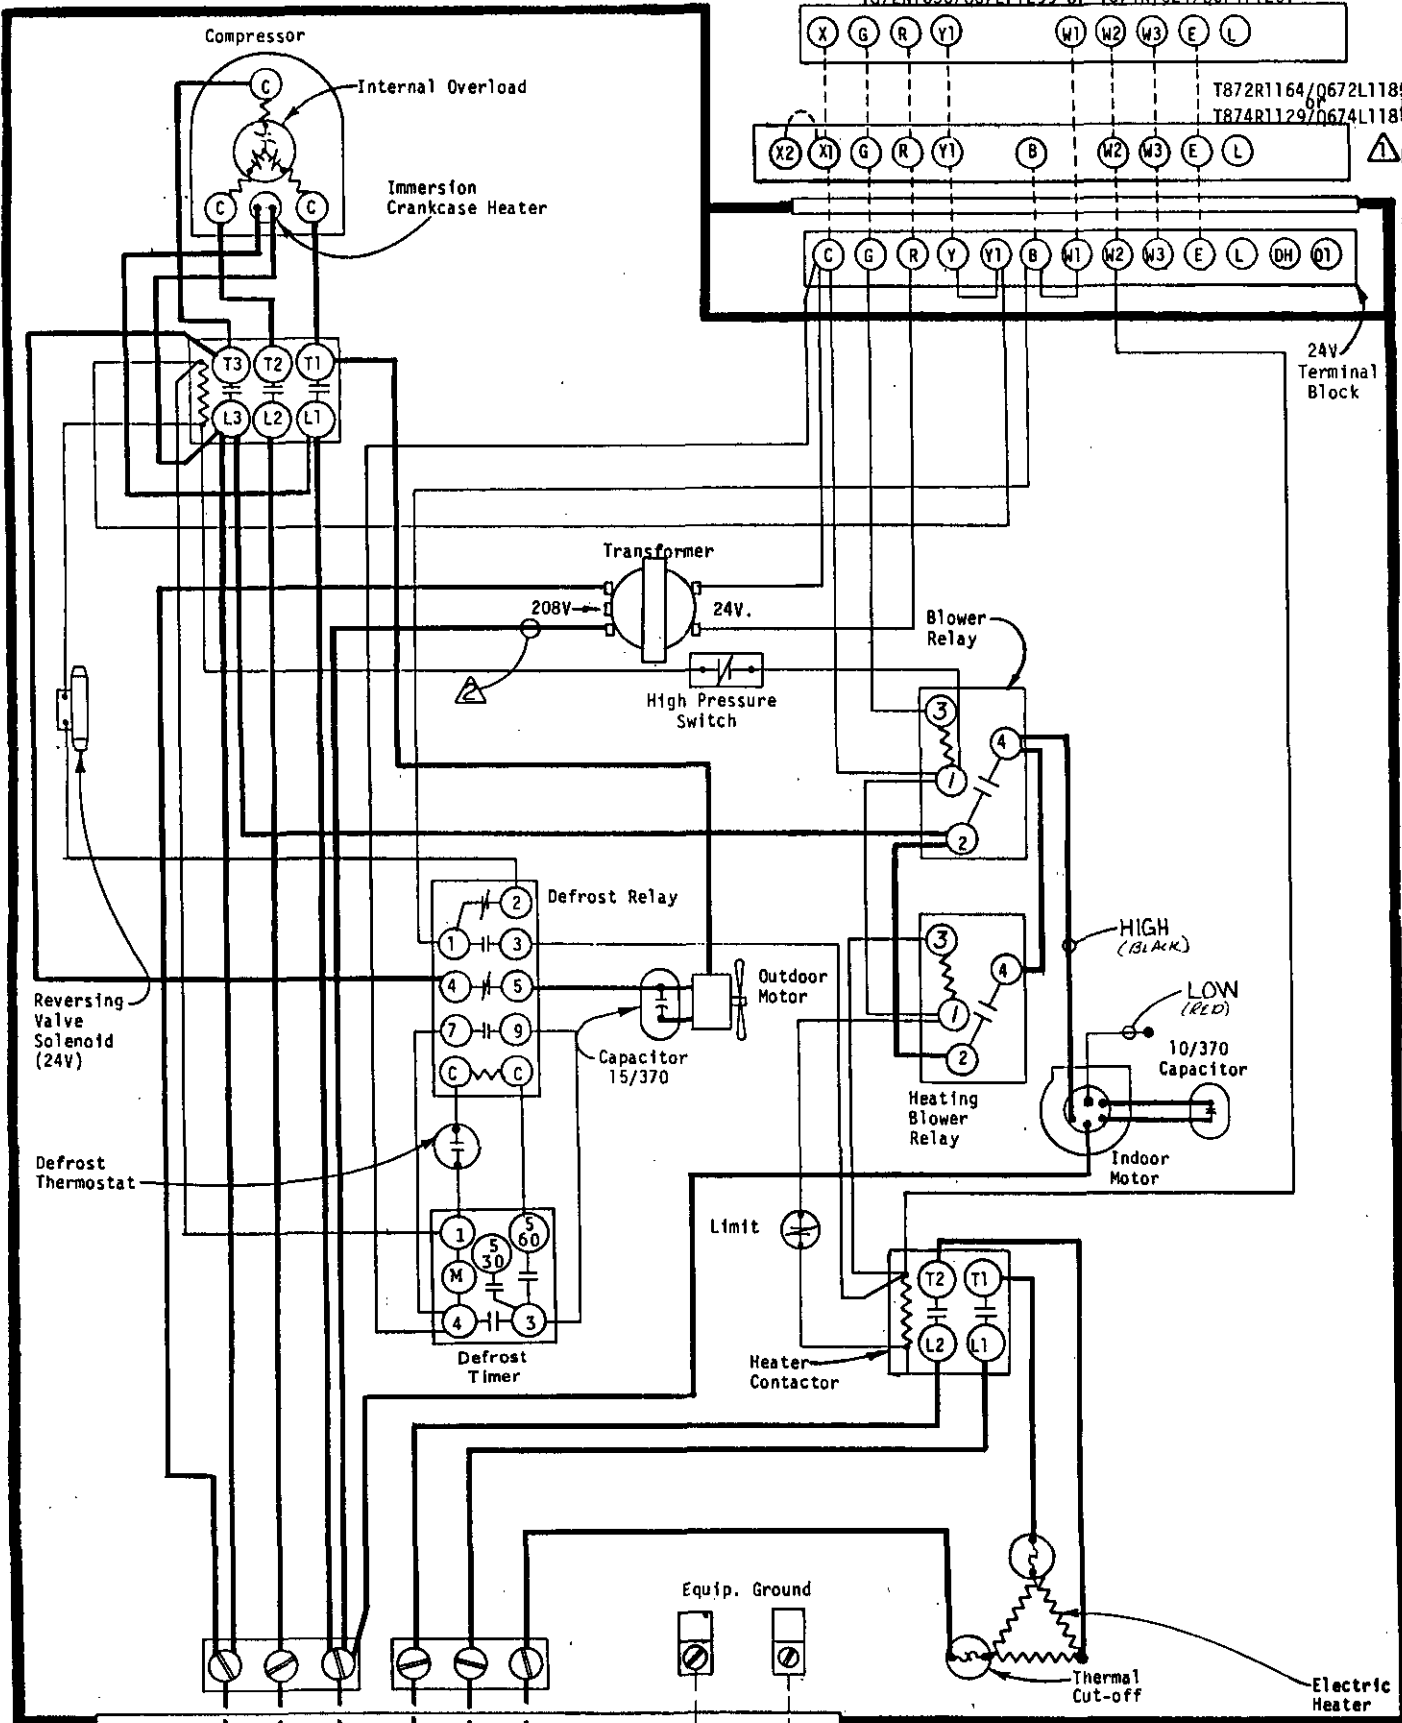 X G R Y1 W1 W2 W3 E L
T872R1164/Q672L118
or
T874R1129/Q674L118
X2 X1 G R Y1 B W2 W3 E L
1
C G R Y Y1 B W1 W2 W3 E L DH D1
24V
Terminal
Block
Compressor
C
Internal Overload
C C
Immersion
Crankcase Heater
T3 T2 T1
L3 L2 L1
Transformer
208V
24V.
2
High Pressure
Switch
Blower
Relay
3
4
1
2
Reversing
Valve
Solenoid
(24V)
Defrost Relay
2
1 3
4 5
7 9
C C
Outdoor
Motor
Capacitor
15/370
3
4
1
2
Heating
Blower
Relay
HIGH
(BLACK)
LOW
(RED)
10/370
Capacitor
Indoor
Motor
Defrost
Thermostat
1
5
30
5
60
M
4 3
Defrost
Timer
Limit
T2 T1
L2 L1
Heater
Contactor
Equip. Ground
Thermal
Cut-off
Electric
Heater